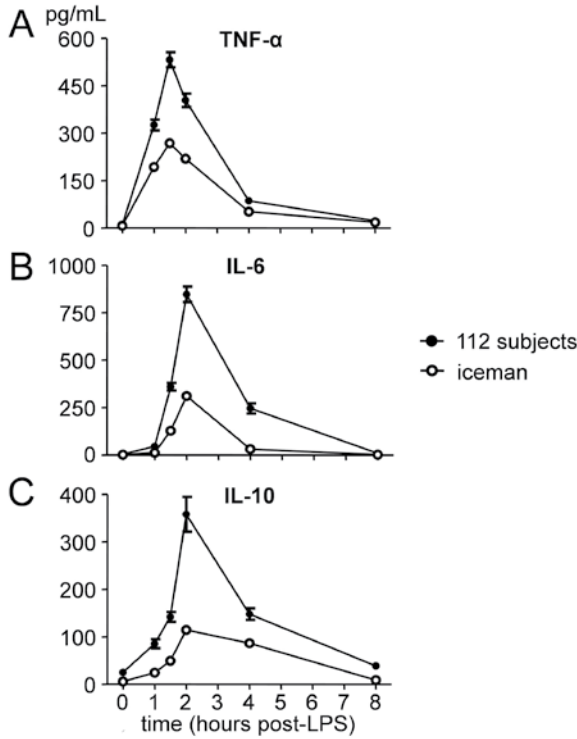 A
pg/mL
TNF-α
600
450
300
150
0
B
IL-6
1000
750
500
250
0
112 subjects
iceman
C
IL-10
400
300
200
100
0
0 1 2 3 4 5 6 7 8
time (hours post-LPS)